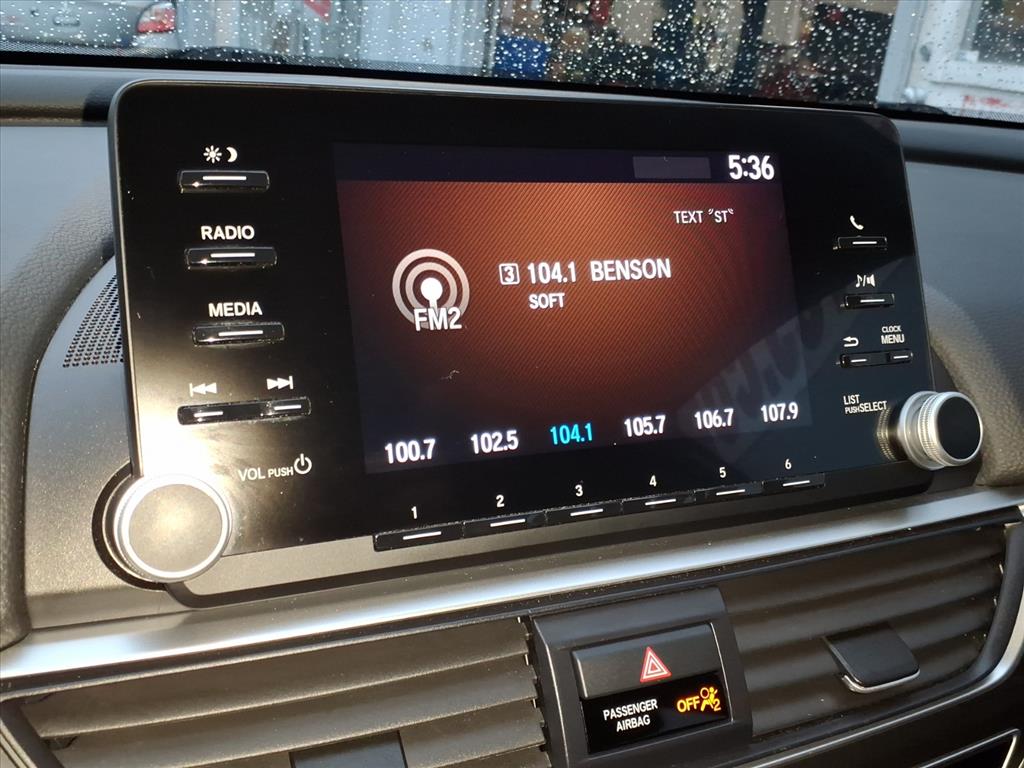 5:36
RADIO
TEXT "ST"
3 104.1 BENSON
SOFT
FM2
MEDIA
CLOCK
MENU
LIST
PUSH SELECT
100.7 102.5 104.1 105.7 106.7 107.9
VOL PUSH
1 2 3 4 5 6
PASSENGER
AIRBAG
OFF 2